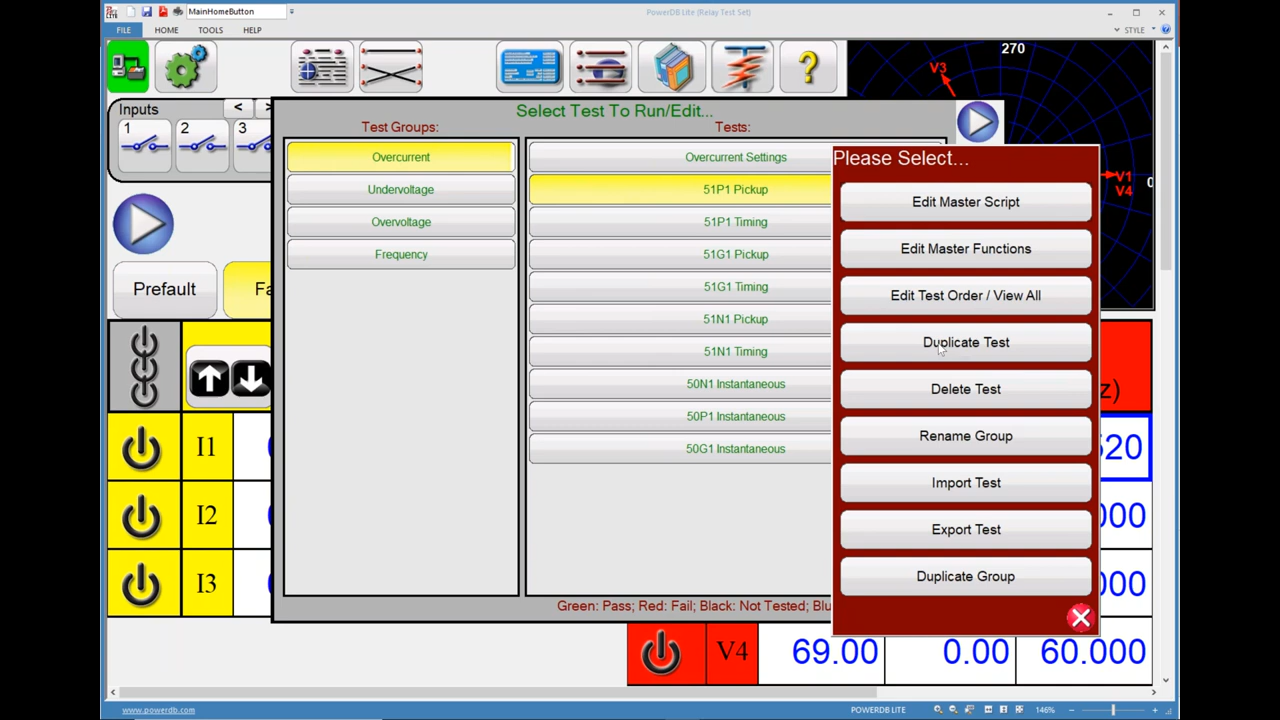 MainHomeButton
PowerDB Lite (Relay Test Set)
FILE HOME TOOLS HELP
STYLE
Inputs
< >
1 2 3
Select Test To Run/Edit...
Test Groups:
Tests:
Overcurrent
Undervoltage
Overvoltage
Frequency
Overcurrent Settings
51P1 Pickup
51P1 Timing
51G1 Pickup
51G1 Timing
51N1 Pickup
51N1 Timing
50N1 Instantaneous
50P1 Instantaneous
50G1 Instantaneous
Green: Pass; Red: Fail; Black: Not Tested; Blu
Please Select...
Edit Master Script
Edit Master Functions
Edit Test Order / View All
Duplicate Test
Delete Test
Rename Group
Import Test
Export Test
Duplicate Group
270
V3
V1
V4
0
Prefault
Fa
z)
I1
520
I2
000
I3
000
V4 69.00 0.00 60.000
www.powerdb.com
POWERDB LITE
146%